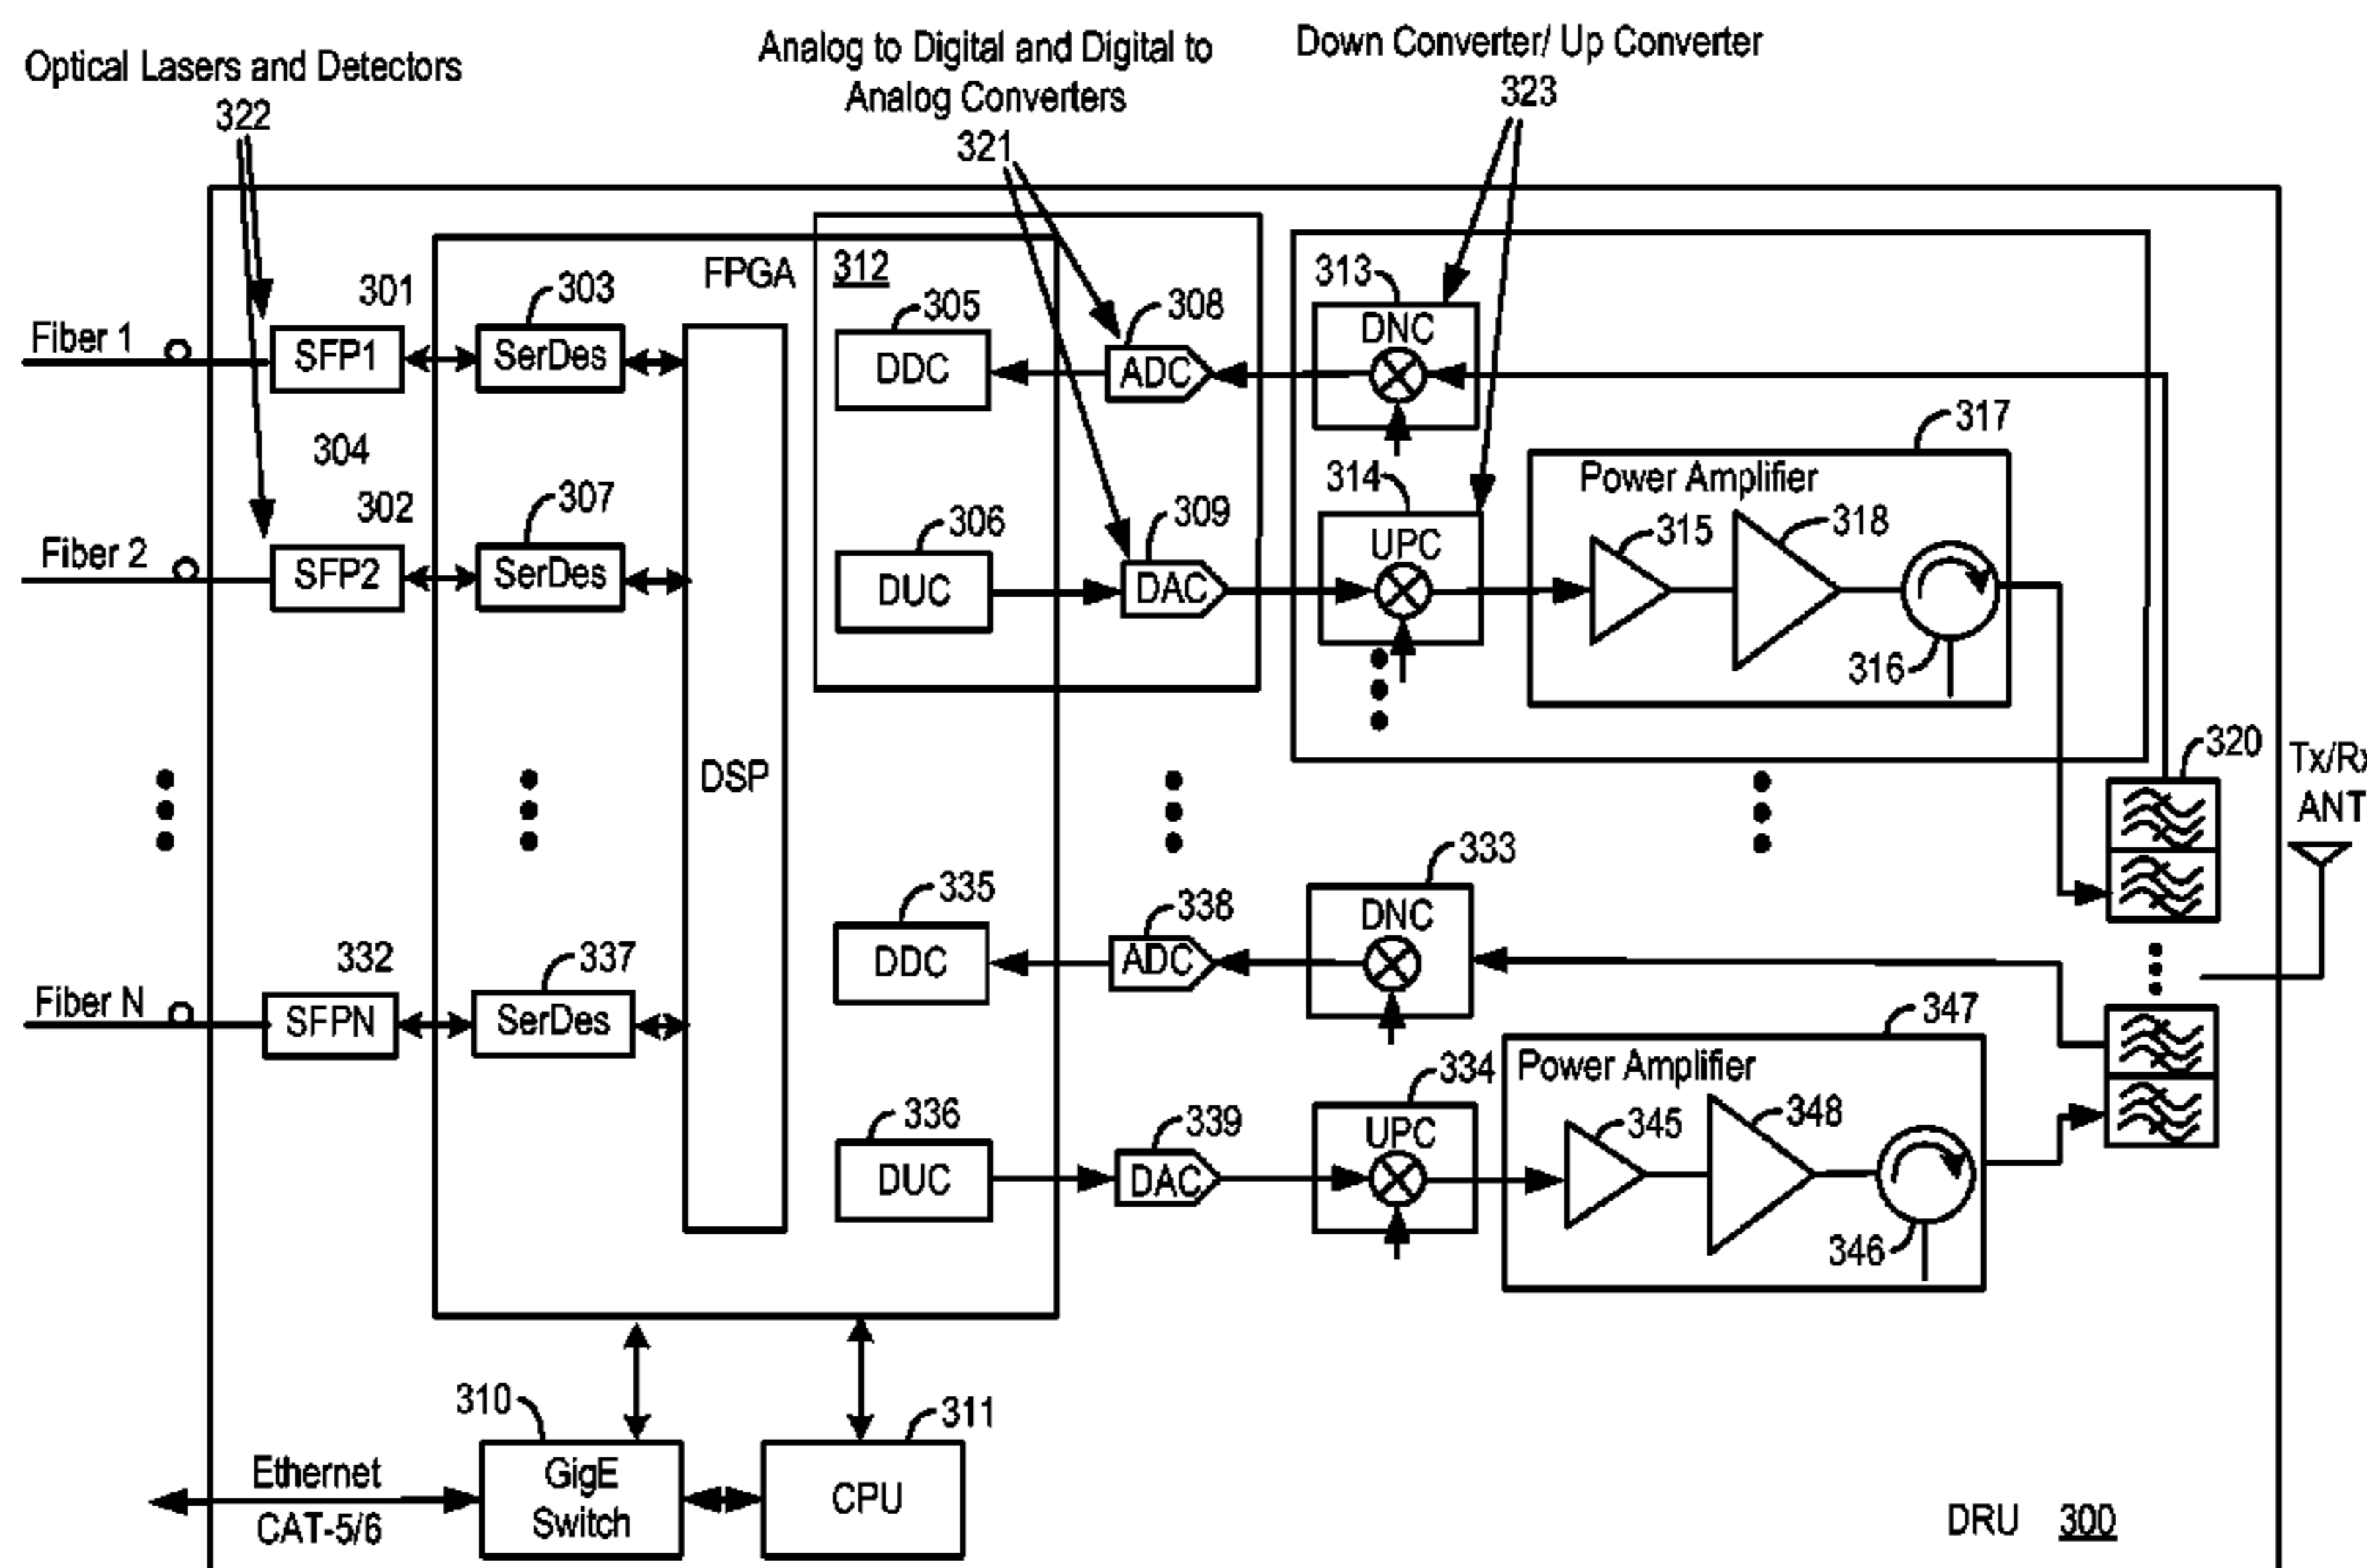 Optical Lasers and Detectors
322
Analog to Digital and Digital to
Analog Converters
321
Down Converter/ Up Converter
323
FPGA 312
301
303
305
308
313
Fiber 1
SFP1
SerDes
DDC
ADC
DNC
317
304
314
Power Amplifier
302
307
306
309
315
318
Fiber 2
SFP2
SerDes
DUC
DAC
UPC
316
DSP
320
Tx/Rx
ANT
333
335
338
DNC
332
337
DDC
ADC
347
Fiber N
SFPN
SerDes
334
Power Amplifier
336
339
UPC
345
348
DUC
DAC
346
310
311
Ethernet
CAT-5/6
GigE
Switch
CPU
DRU 300